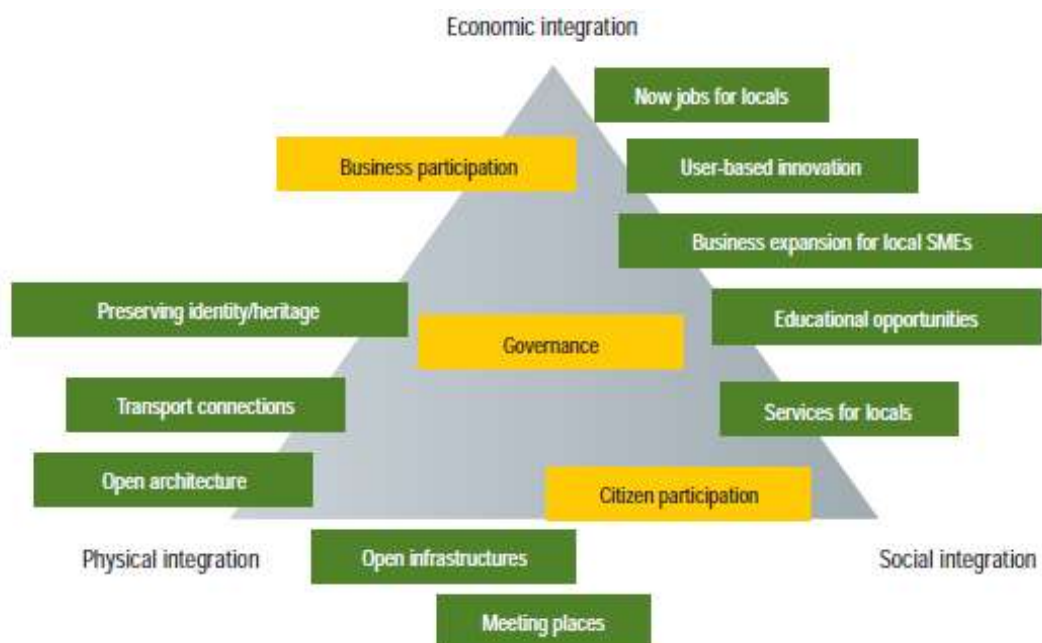 Economic integration
Now jobs for locals
Business participation
User-based innovation
Business expansion for local SMEs
Preserving identity/heritage
Educational opportunities
Governance
Transport connections
Services for locals
Open architecture
Citizen participation
Physical integration
Open infrastructures
Social integration
Meeting places